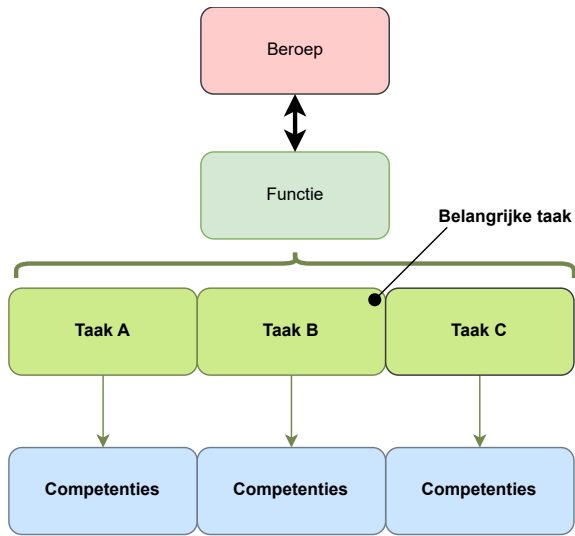 Beroep
Functie
Belangrijke taak
Taak A
Taak B
Taak C
Competenties
Competenties
Competenties